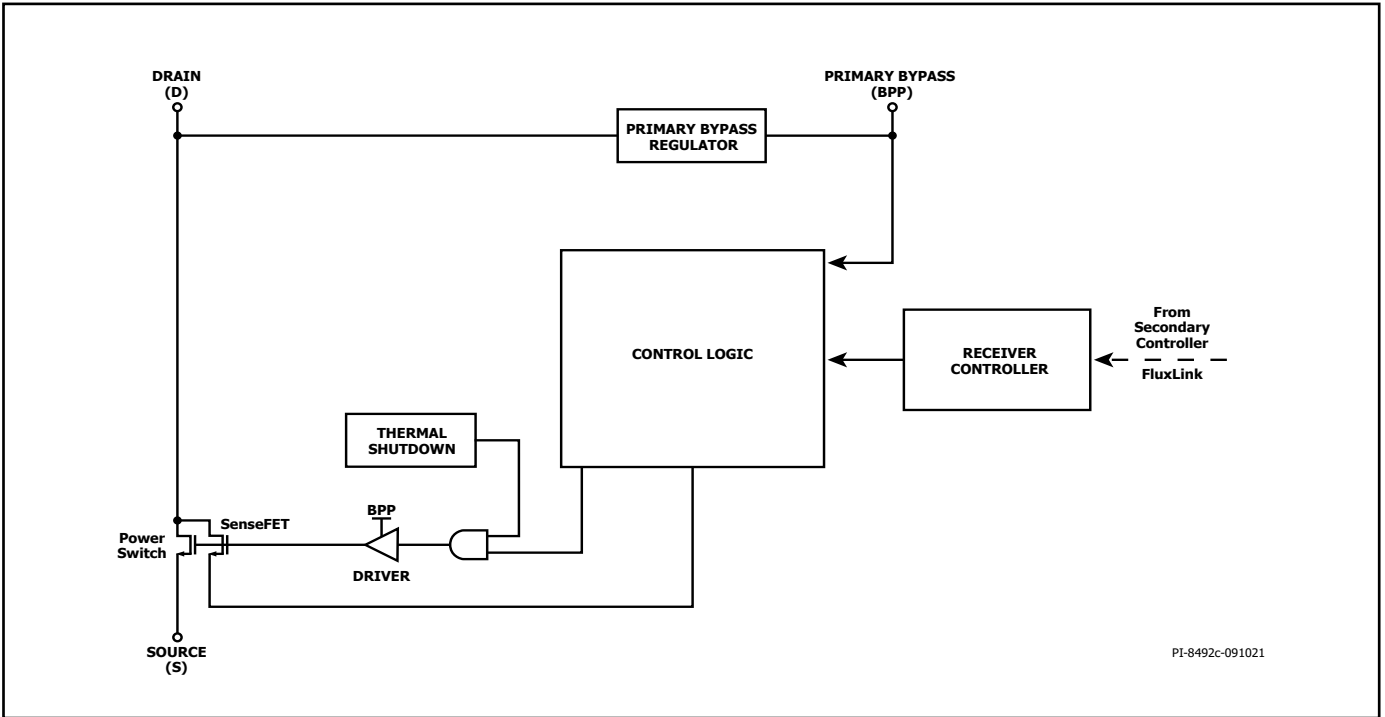 DRAIN
(D)
PRIMARY BYPASS
(BPP)
PRIMARY BYPASS
REGULATOR
CONTROL LOGIC
RECEIVER
CONTROLLER
From
Secondary
Controller
FluxLink
THERMAL
SHUTDOWN
BPP
SenseFET
Power
Switch
DRIVER
SOURCE
(S)
PI-8492c-091021